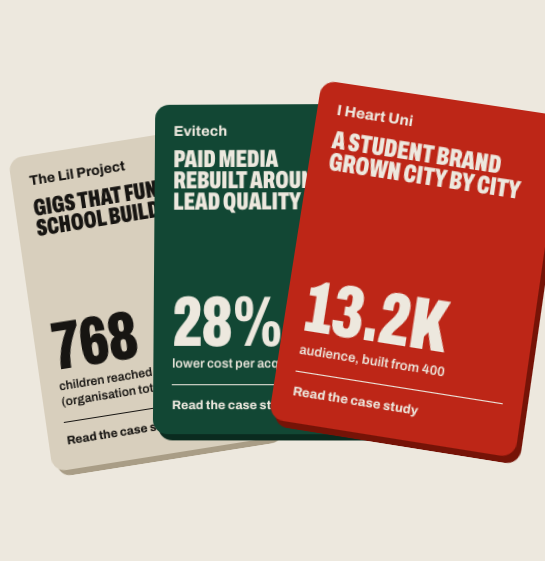 The Lil Project
GIGS THAT FUN
SCHOOL BUILD
768
children reached
(organisation tot
Read the case s
Evitech
PAID MEDIA
REBUILT AROUN
LEAD QUALITY
28%
lower cost per acq
Read the case st
I Heart Uni
A STUDENT BRAND
GROWN CITY BY CITY
13.2K
audience, built from 400
Read the case study